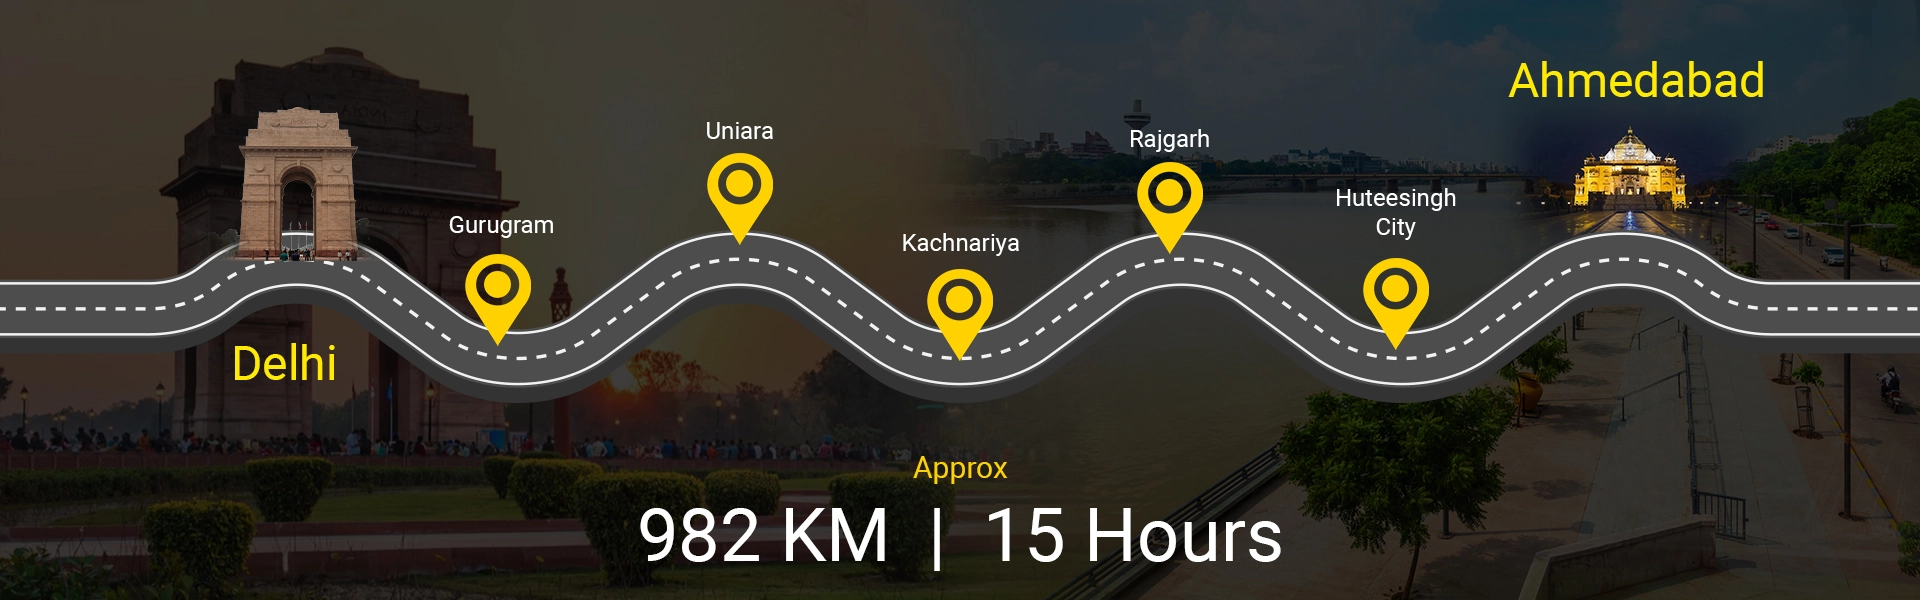 Ahmedabad
Uniara
Rajgarh
Huteesingh
City
Gurugram
Kachnariya
Delhi
Approx
982 KM | 15 Hours